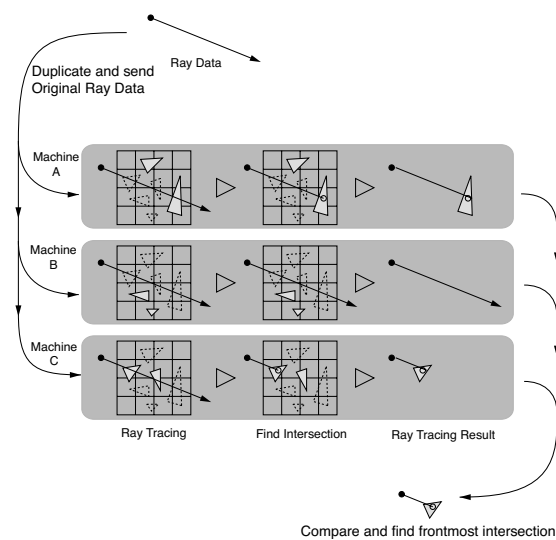 Ray Data
Duplicate and send
Original Ray Data
Machine
A
Machine
B
Machine
C
Ray Tracing
Find Intersection
Ray Tracing Result
Compare and find frontmost intersection